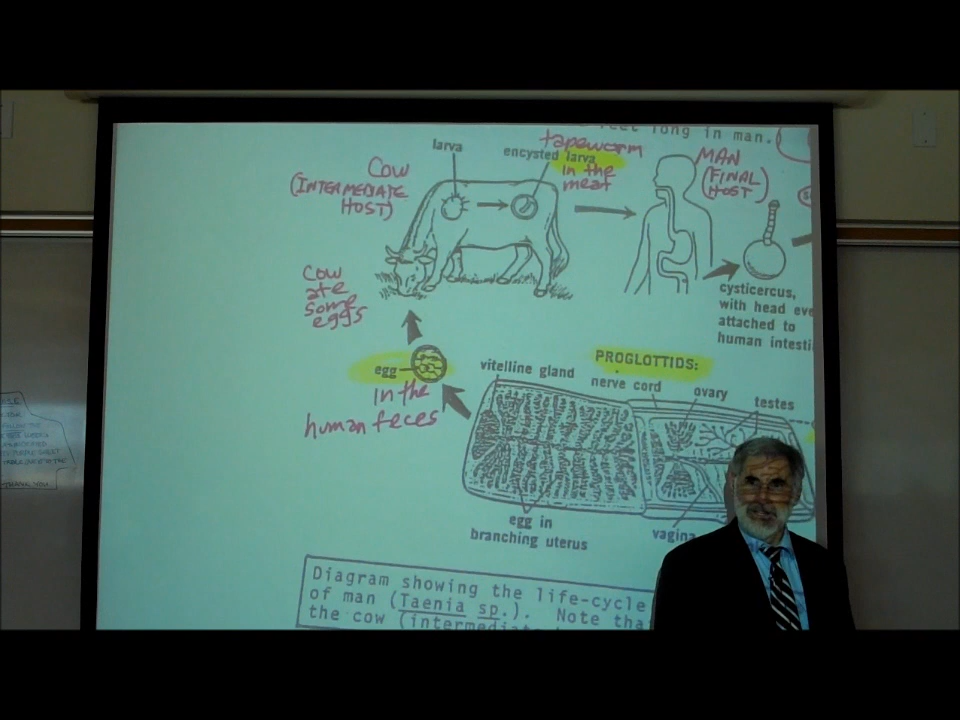 feet long in man.
larva
tapeworm
encysted larva
in the
meat
Cow
(INTERMEDIATE
HOST)
MAN
(FINAL)
HOST
Cow
ate
some
eggs
cysticercus,
with head eve
attached to
human intesti
egg
in the
human feces
PROGLOTTIDS:
vitelline gland
nerve cord
ovary
testes
egg in
branching uterus
vagina
Diagram showing the life-cycle
of man (Taenia sp.). Note tha
the cow (intermediate
THANK YOU